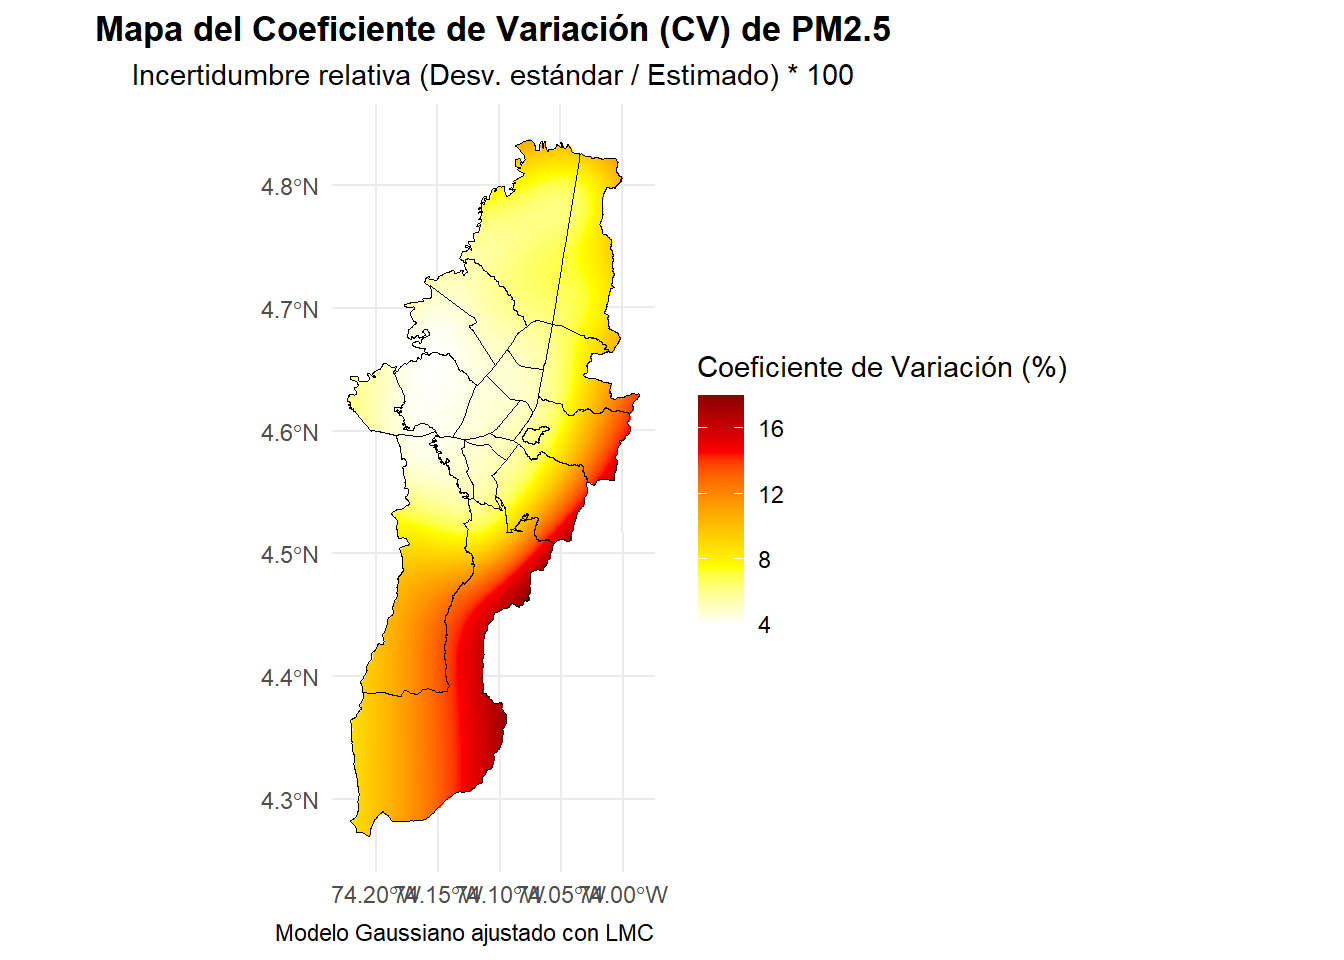 Mapa del Coeficiente de Variación (CV) de PM2.5
Incertidumbre relativa (Desv. estándar / Estimado) * 100
4.8°N
4.7°N
4.6°N
4.5°N
4.4°N
4.3°N
74.20°W 74.15°W 74.10°W 74.05°W 74.00°W
Modelo Gaussiano ajustado con LMC
Coeficiente de Variación (%)
16
12
8
4